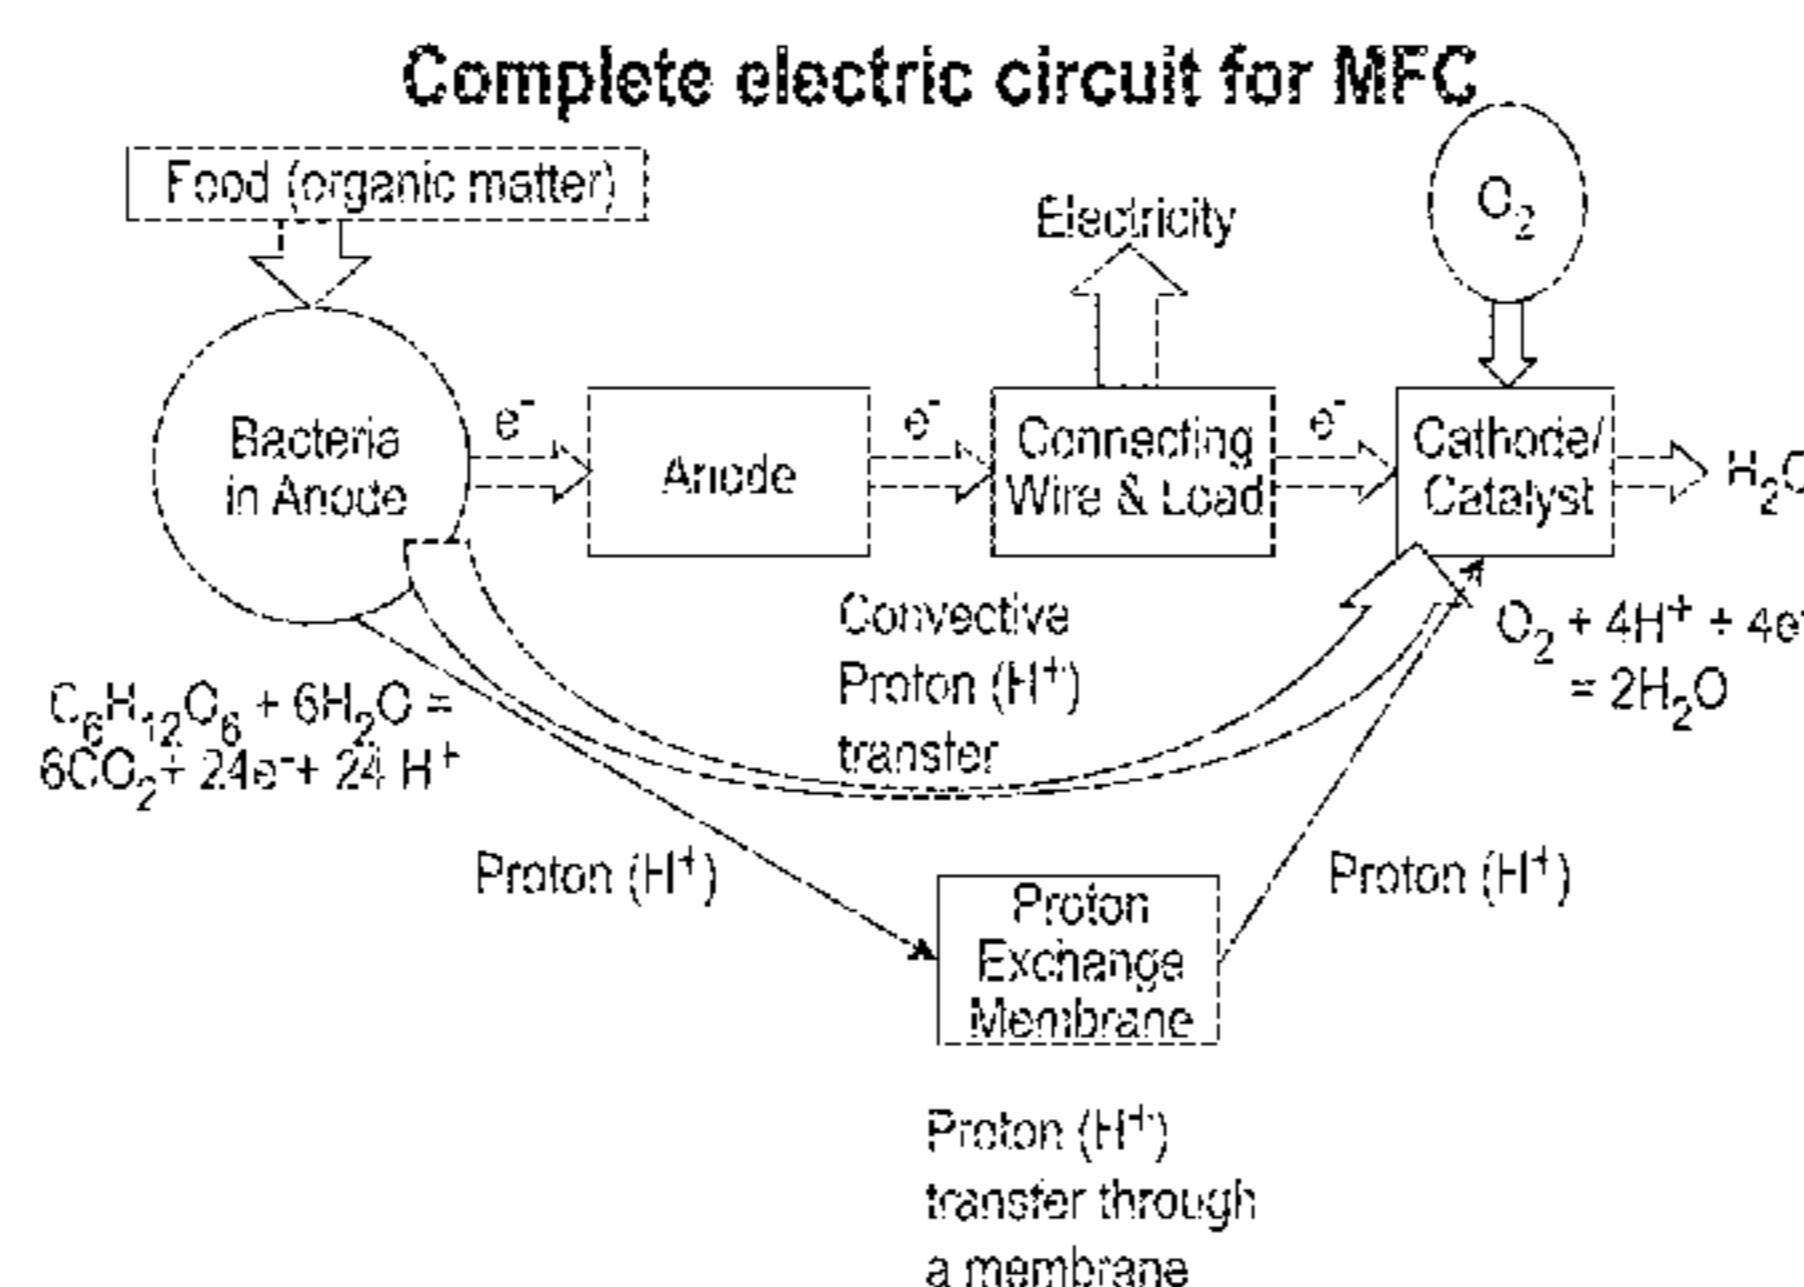 Complete electric circuit for MFC
Food (organic matter)
Electricity
O₂
Bacteria
in Anode
e⁻
Anode
e⁻
Connecting
Wire & Load
e⁻
Cathode/
Catalyst
H₂O
Convective
Proton (H⁺)
transfer
O₂ + 4H⁺ + 4e⁻
= 2H₂O
C₆H₁₂O₆ + 6H₂O =
6CO₂+ 24e⁻+ 24 H⁺
Proton (H⁺)
Proton
Exchange
Membrane
Proton (H⁺)
Proton (H⁺)
transfer through
a membrane